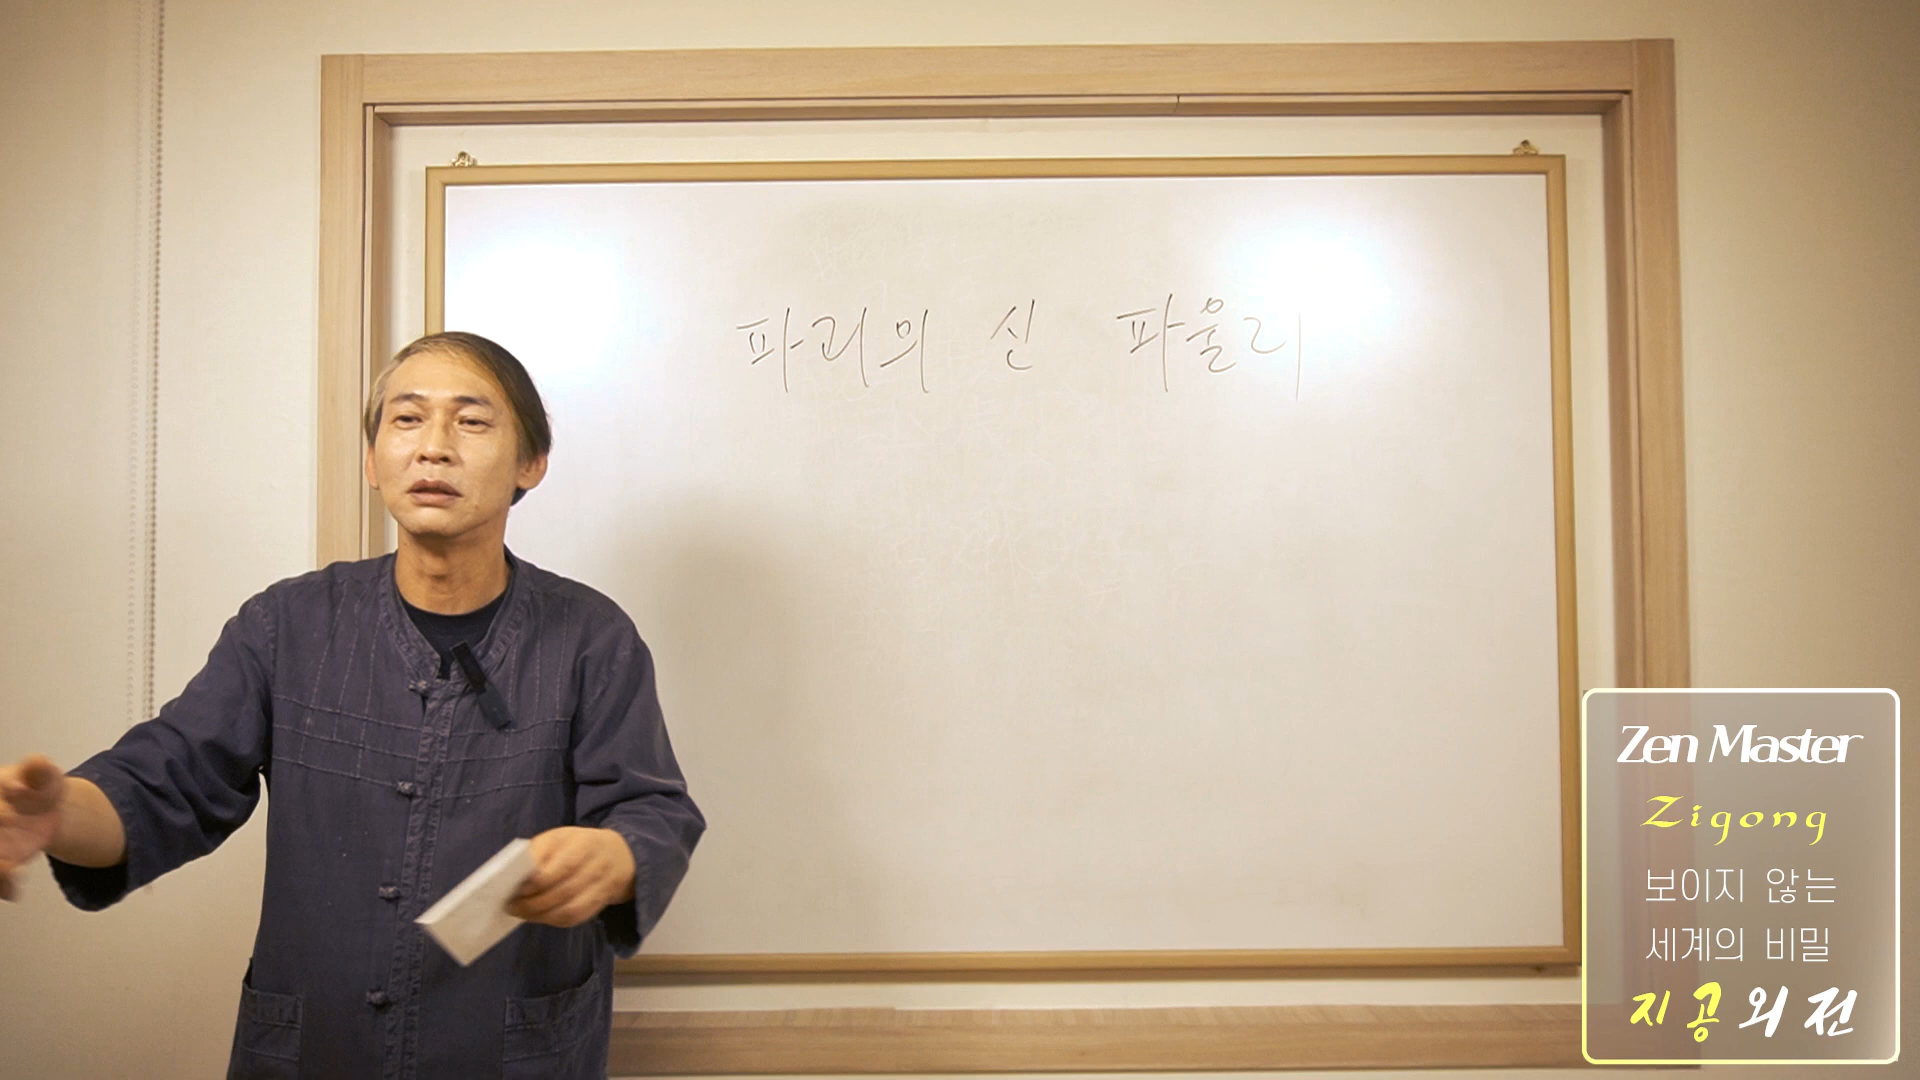 파괴의 신 파울리
Zen Master
Zigong
보이지 않는
세계의 비밀
지공외전